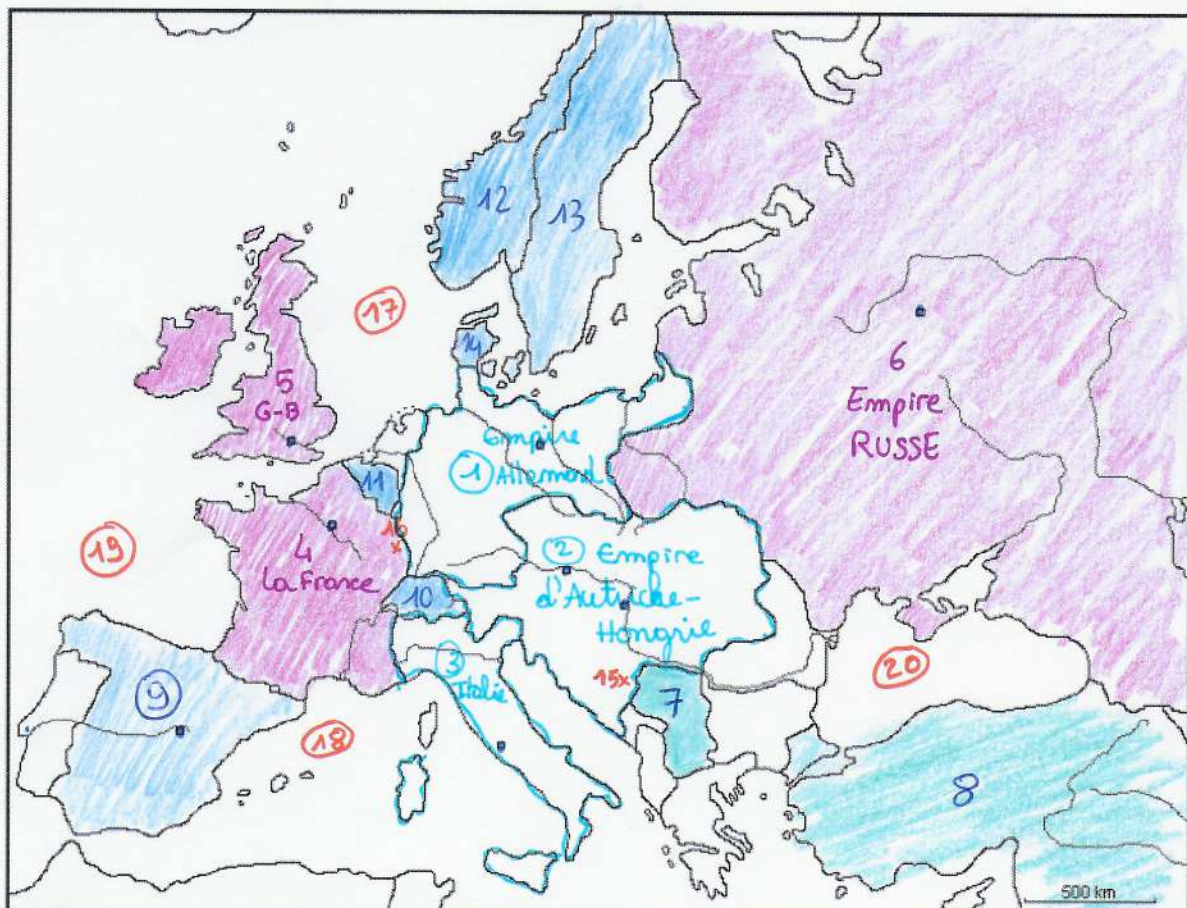 12
13
17
14
5
G-B
6
Empire
RUSSE
Empire
1 Allemand
11
16
x
19
4
La France
2 Empire
d'Autriche-
Hongrie
10
3
Italie
15x
7
20
9
18
8
500 km